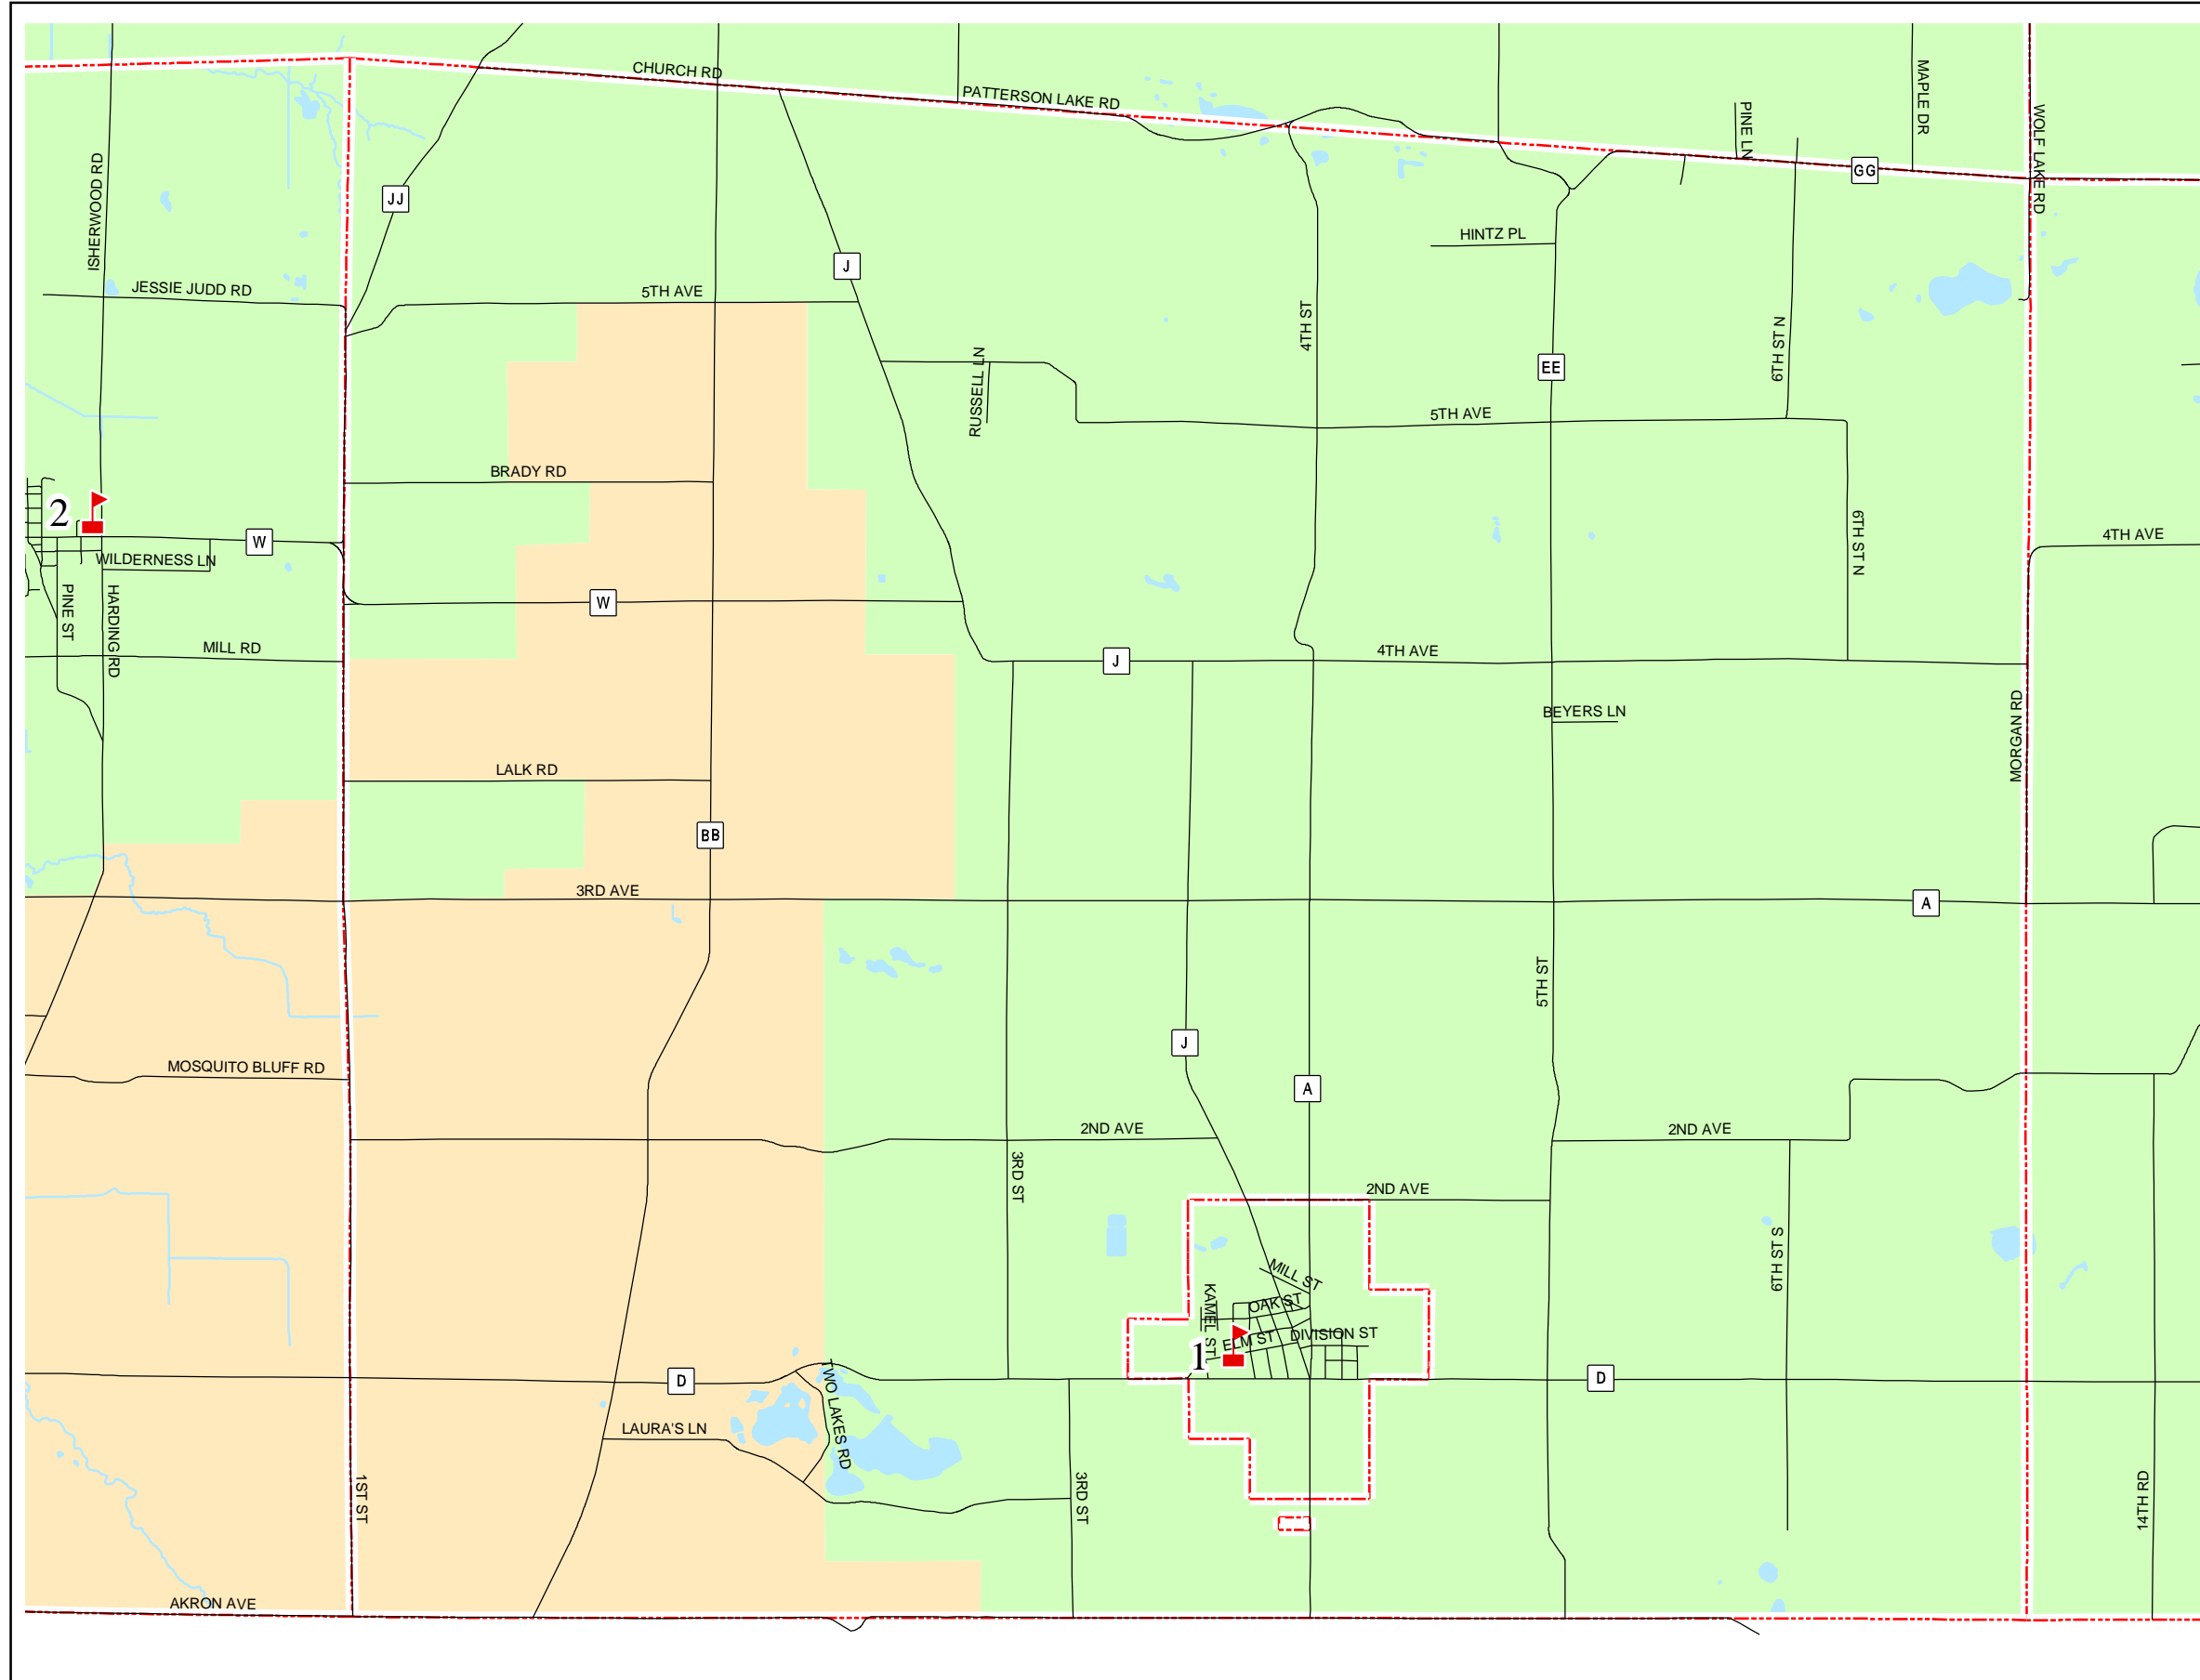 CHURCH RD
PATTERSON LAKE RD
MAPLE DR
PINE LN
WOLF LAKE RD
ISHERWOOD RD
GG
JJ
HINTZ PL
J
JESSIE JUDD RD
5TH AVE
4TH ST
6TH ST N
RUSSELL LN
EE
5TH AVE
BRADY RD
2
W
6TH ST N
4TH AVE
WILDERNESS LN
W
PINE ST
HARDING RD
MILL RD
J
4TH AVE
BEYERS LN
MORGAN RD
LALK RD
BB
3RD AVE
A
5TH ST
J
MOSQUITO BLUFF RD
A
2ND AVE
2ND AVE
3RD ST
2ND AVE
6TH ST S
MILL ST
KAMEL ST
OAK ST
ELM ST
DIVISION ST
1
D
D
TWO LAKES RD
LAURA'S LN
1ST ST
3RD ST
14TH RD
AKRON AVE